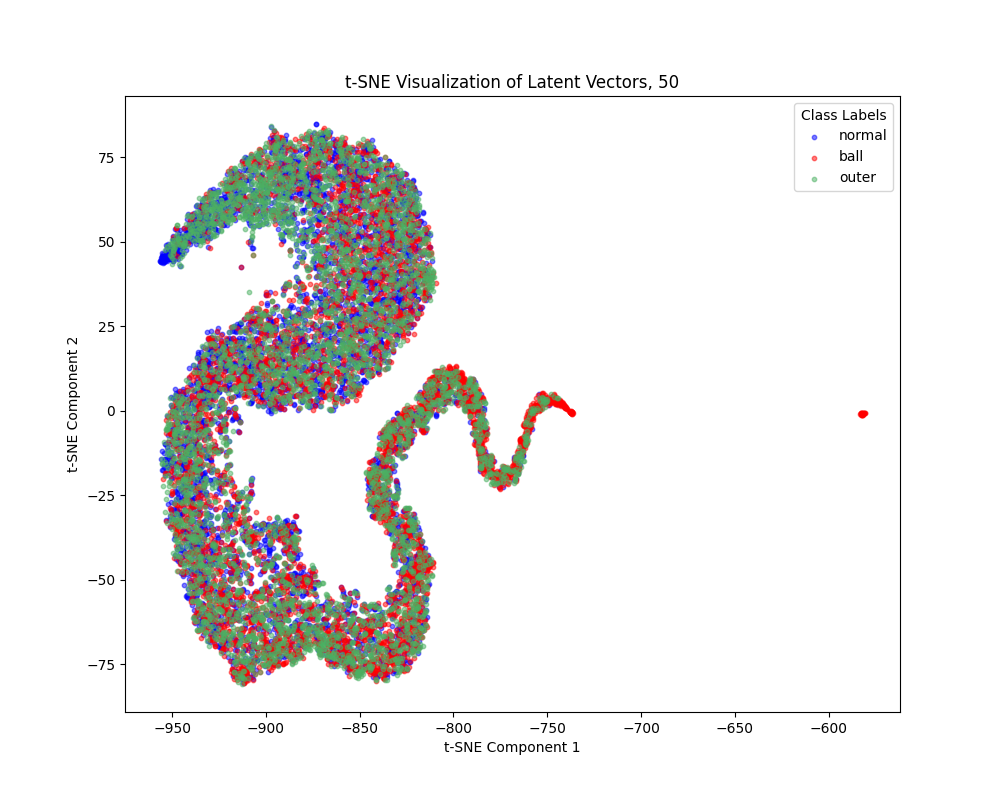 t-SNE Visualization of Latent Vectors, 50
Class Labels
normal
ball
outer
75
50
25
0
−25
−50
−75
t-SNE Component 2
−950 −900 −850 −800 −750 −700 −650 −600
t-SNE Component 1